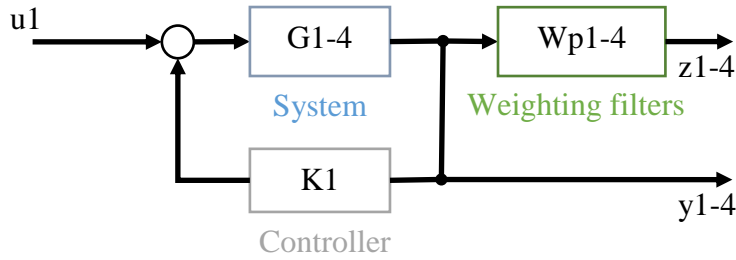 u1
G1-4
Wp1-4
z1-4
System
Weighting filters
K1
y1-4
Controller